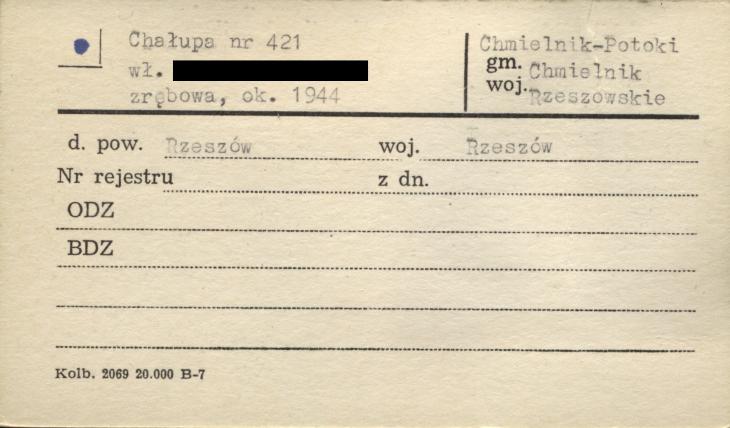 Chałupa nr 421
wł.
zrębowa, ok. 1944
Chmielnik-Potoki
gm. Chmielnik
woj. Rzeszowskie
d. pow. Rzeszów woj. Rzeszów
Nr rejestru z dn.
ODZ
BDZ
Kolb. 2069 20.000 B-7